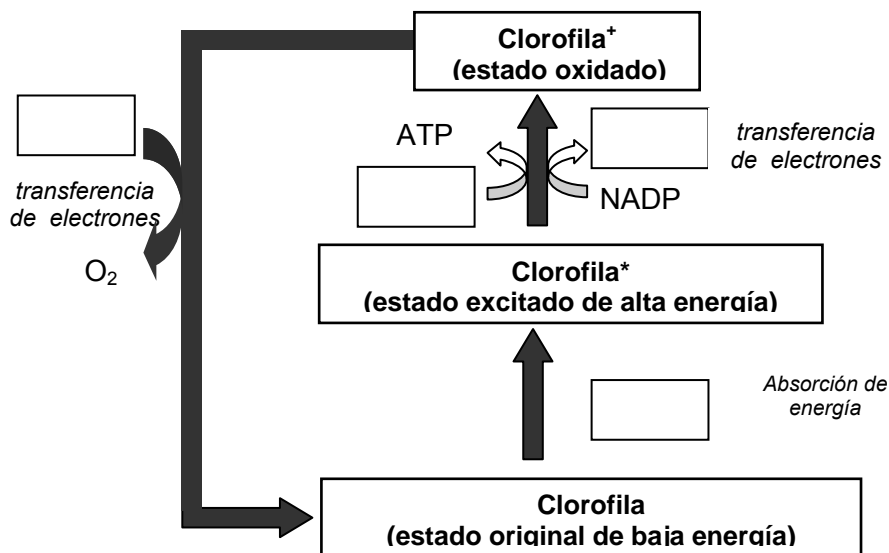 Clorofila⁺
(estado oxidado)
ATP
transferencia
de electrones
NADP
transferencia
de electrones
O₂
Clorofila*
(estado excitado de alta energía)
Absorción de
energía
Clorofila
(estado original de baja energía)